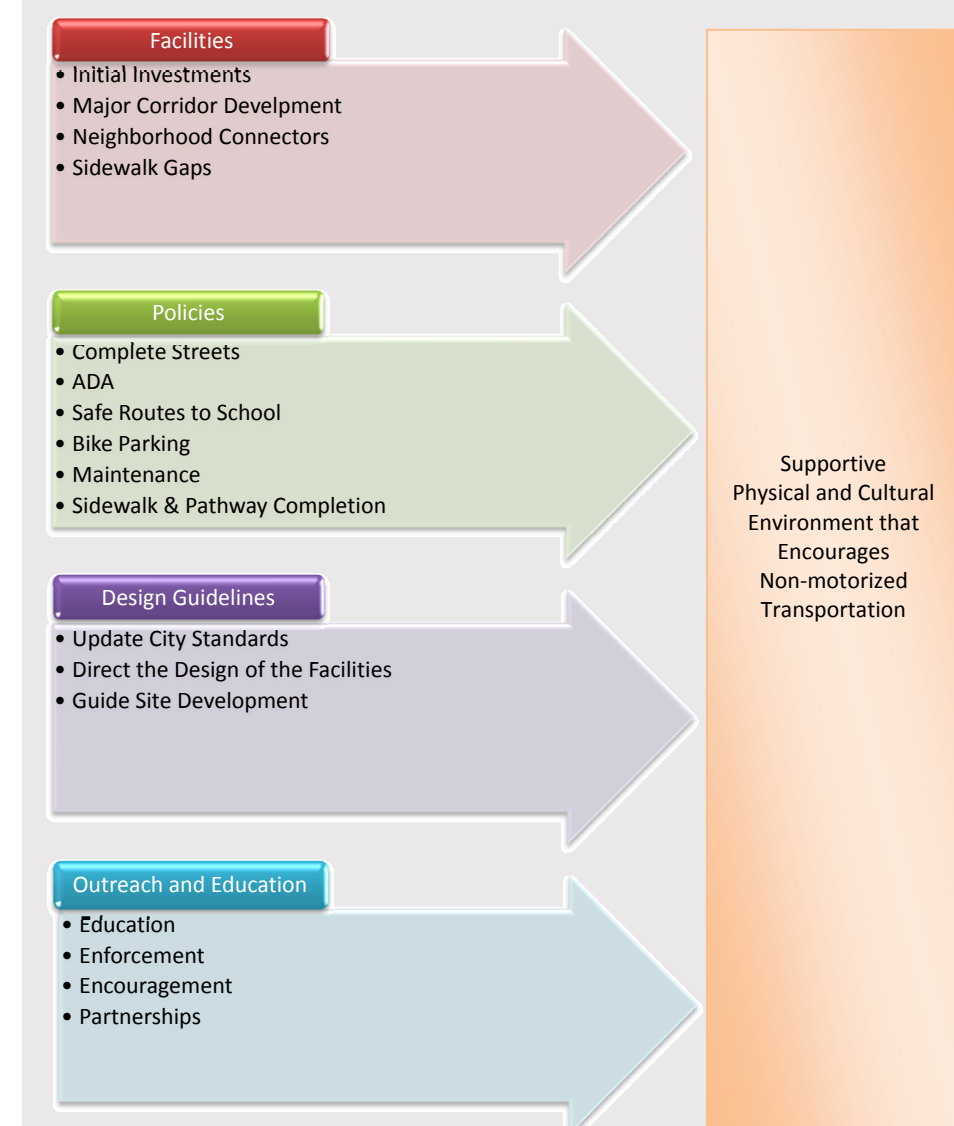 Facilities
• Initial Investments
• Major Corridor Develpment
• Neighborhood Connectors
• Sidewalk Gaps
Policies
• Complete Streets
• ADA
• Safe Routes to School
• Bike Parking
• Maintenance
• Sidewalk & Pathway Completion
Design Guidelines
• Update City Standards
• Direct the Design of the Facilities
• Guide Site Development
Outreach and Education
• Education
• Enforcement
• Encouragement
• Partnerships
Supportive
Physical and Cultural
Environment that
Encourages
Non-motorized
Transportation